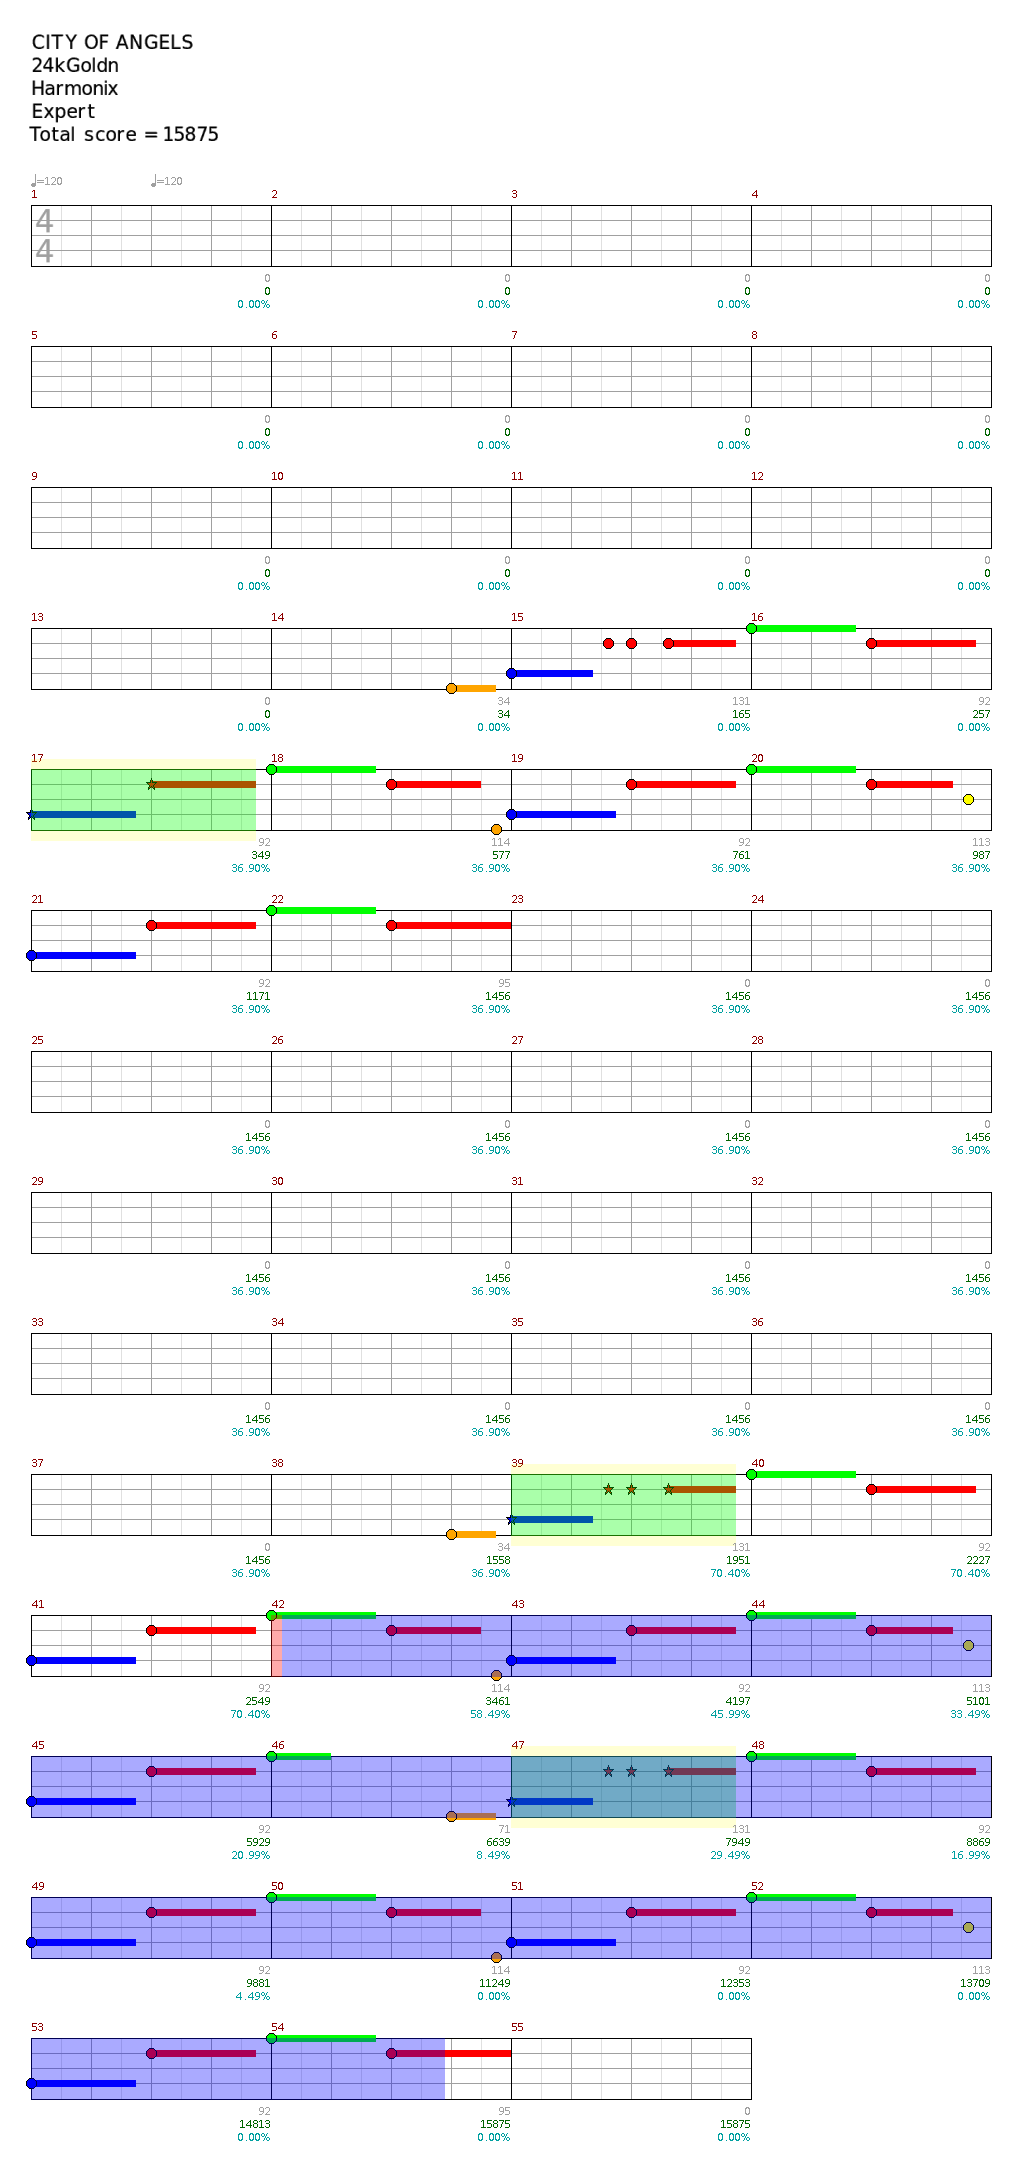 CITY OF ANGELS
24kGoldn
Harmonix
Expert
Total score = 15875
♩=120 ♩=120
1 2 3 4
4
4
0 0 0 0
0 0 0 0
0.00% 0.00% 0.00% 0.00%
5 6 7 8
0 0 0 0
0 0 0 0
0.00% 0.00% 0.00% 0.00%
9 10 11 12
0 0 0 0
0 0 0 0
0.00% 0.00% 0.00% 0.00%
13 14 15 16
0 34 131 92
0 34 165 257
0.00% 0.00% 0.00% 0.00%
17 18 19 20
92 114 92 113
349 577 761 987
36.90% 36.90% 36.90% 36.90%
21 22 23 24
92 95 0 0
1171 1456 1456 1456
36.90% 36.90% 36.90% 36.90%
25 26 27 28
0 0 0 0
1456 1456 1456 1456
36.90% 36.90% 36.90% 36.90%
29 30 31 32
0 0 0 0
1456 1456 1456 1456
36.90% 36.90% 36.90% 36.90%
33 34 35 36
0 0 0 0
1456 1456 1456 1456
36.90% 36.90% 36.90% 36.90%
37 38 39 40
0 34 131 92
1456 1558 1951 2227
36.90% 36.90% 70.40% 70.40%
41 42 43 44
92 114 92 113
2549 3461 4197 5101
70.40% 58.49% 45.99% 33.49%
45 46 47 48
92 71 131 92
5929 6639 7949 8869
20.99% 8.49% 29.49% 16.99%
49 50 51 52
92 114 92 113
9881 11249 12353 13709
4.49% 0.00% 0.00% 0.00%
53 54 55
92 95 0
14813 15875 15875
0.00% 0.00% 0.00%